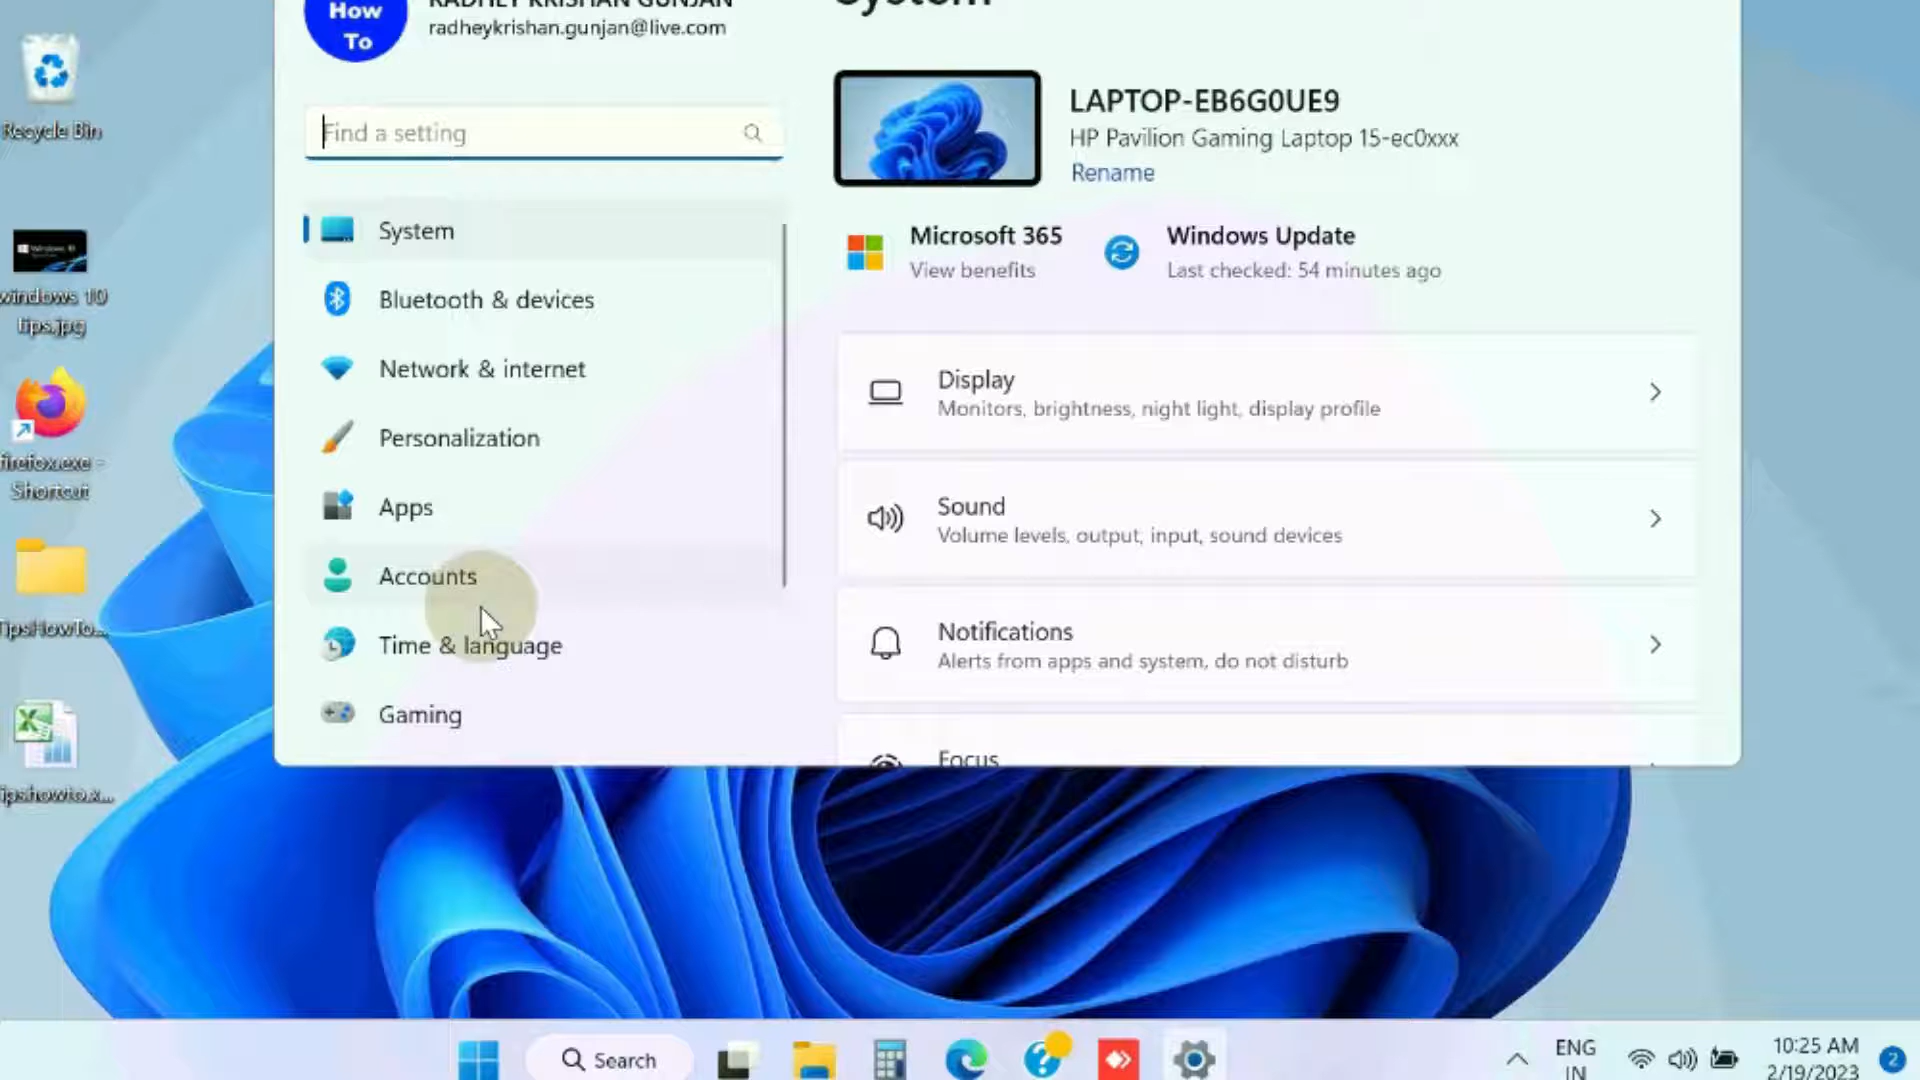 How
To
RADHEY KRISHAN GUNJAN
radheykrishan.gunjan@live.com
System
Find a setting
System
Bluetooth & devices
Network & internet
Personalization
Apps
Accounts
Time & language
Gaming
LAPTOP-EB6G0UE9
HP Pavilion Gaming Laptop 15-ec0xxx
Rename
Microsoft 365
View benefits
Windows Update
Last checked: 54 minutes ago
Display
Monitors, brightness, night light, display profile
Sound
Volume levels, output, input, sound devices
Notifications
Alerts from apps and system, do not disturb
Focus
Recycle Bin
windows 10
tips.jpg
firefox.exe -
Shortcut
TipsHowTo...
tipshowto.x...
Search
ENG
IN
10:25 AM
2/19/2023
2